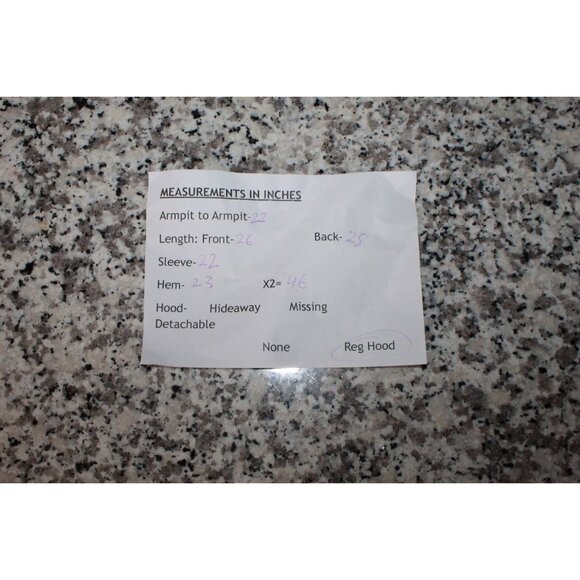 MEASUREMENTS IN INCHES
Armpit to Armpit- 22
Length: Front- 26 Back- 25
Sleeve- 22
Hem- 23 X2= 46
Hood- Hideaway Missing
Detachable
None Reg Hood